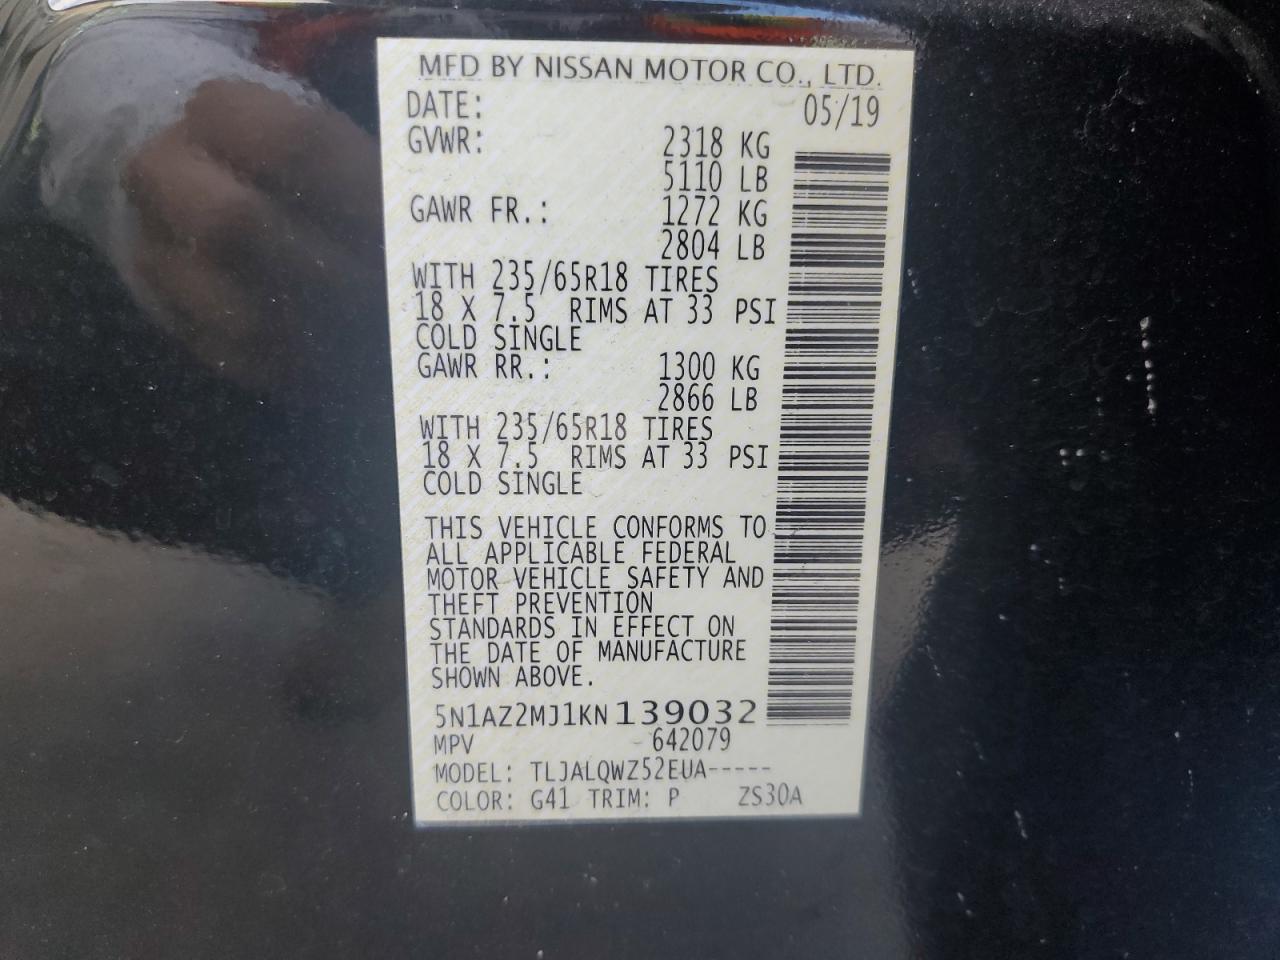 MFD BY NISSAN MOTOR CO., LTD.
DATE: 05/19
GVWR: 2318 KG
5110 LB
GAWR FR.: 1272 KG
2804 LB
WITH 235/65R18 TIRES
18 X 7.5 RIMS AT 33 PSI
COLD SINGLE
GAWR RR.: 1300 KG
2866 LB
WITH 235/65R18 TIRES
18 X 7.5 RIMS AT 33 PSI
COLD SINGLE
THIS VEHICLE CONFORMS TO
ALL APPLICABLE FEDERAL
MOTOR VEHICLE SAFETY AND
THEFT PREVENTION
STANDARDS IN EFFECT ON
THE DATE OF MANUFACTURE
SHOWN ABOVE.
5N1AZ2MJ1KN139032
MPV -642079
MODEL: TLJALQWZ52EUA-----
COLOR: G41 TRIM: P ZS30A